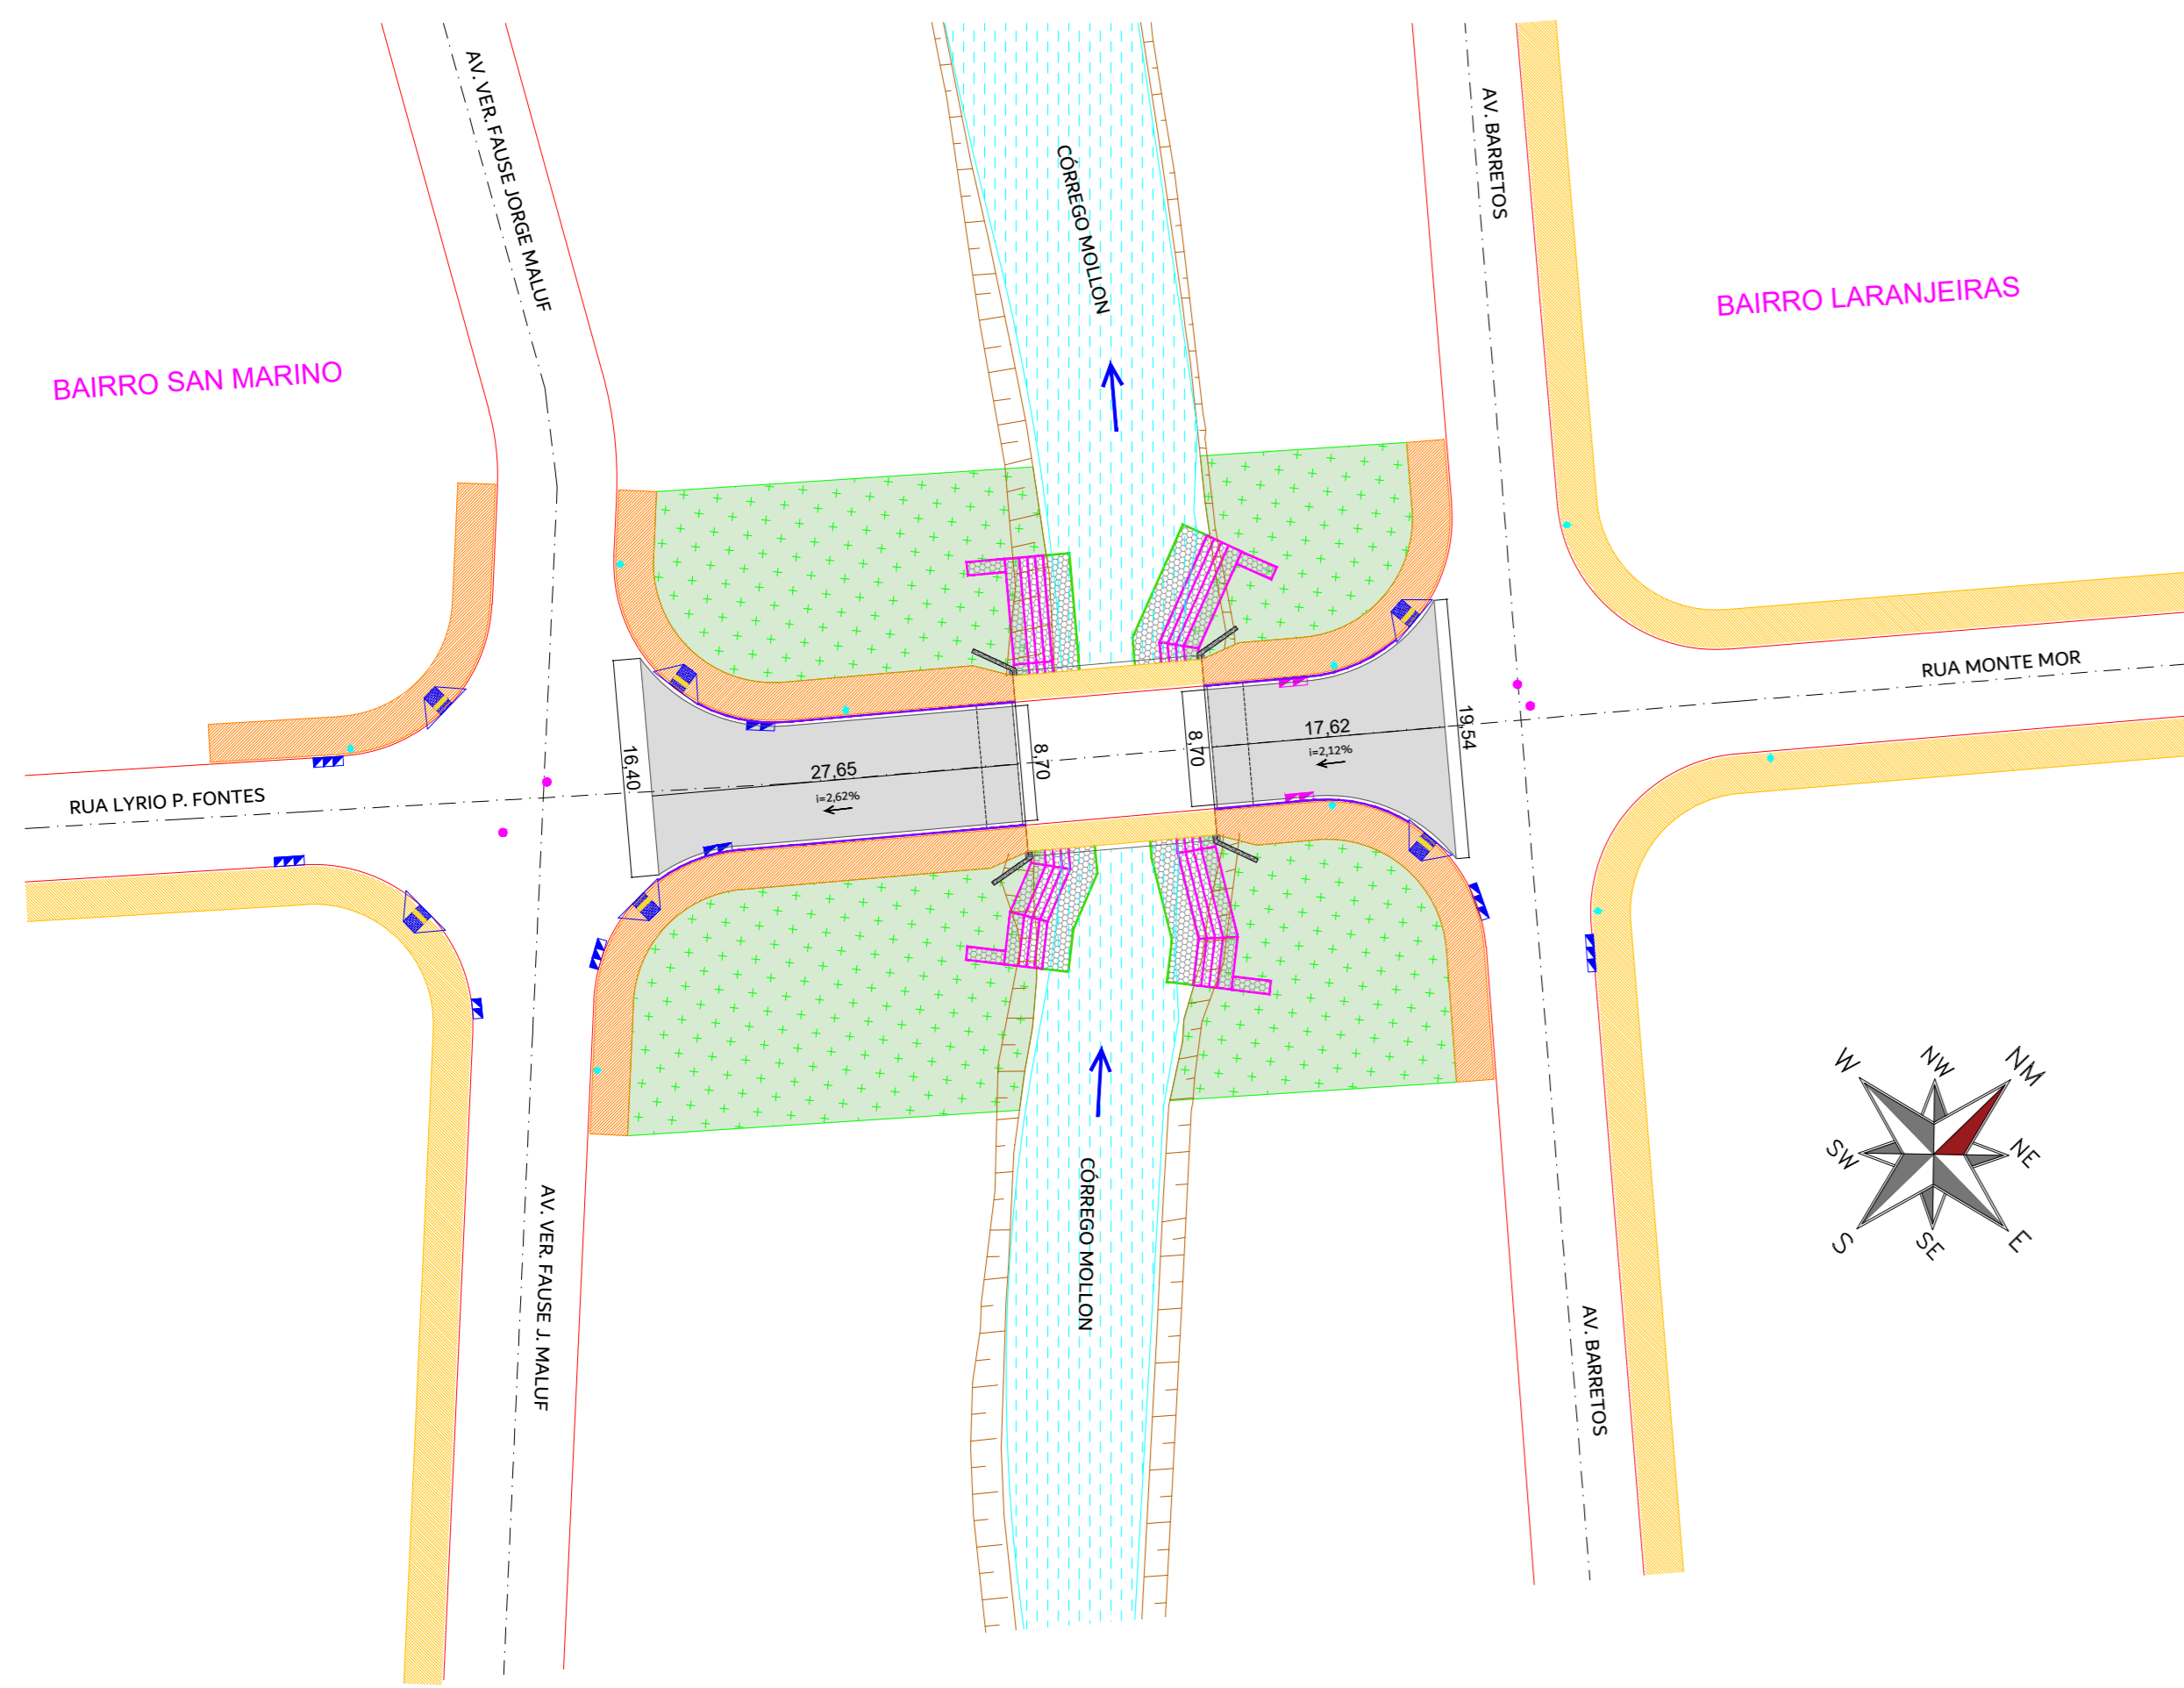 AV. VER. FAUSE JORGE MALUF
AV. BARRETOS
CÓRREGO MOLLON
BAIRRO LARANJEIRAS
BAIRRO SAN MARINO
RUA MONTE MOR
RUA LYRIO P. FONTES
16,40
27,65
i=2,62%
8,70
8,70
17,62
i=2,12%
19,54
CÓRREGO MOLLON
AV. VER. FAUSE J. MALUF
AV. BARRETOS
W
NW
NM
SW
NE
S
SE
E